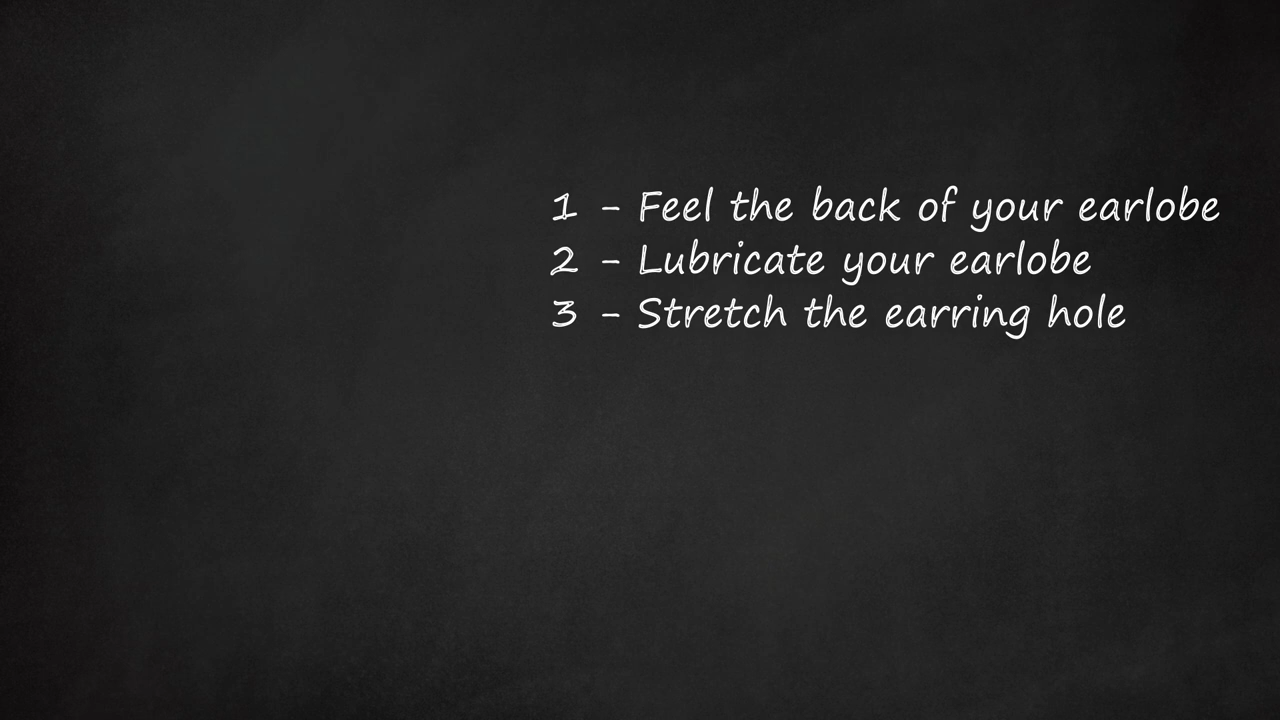 1 - Feel the back of your earlobe
2 - Lubricate your earlobe
3 - Stretch the earring hole